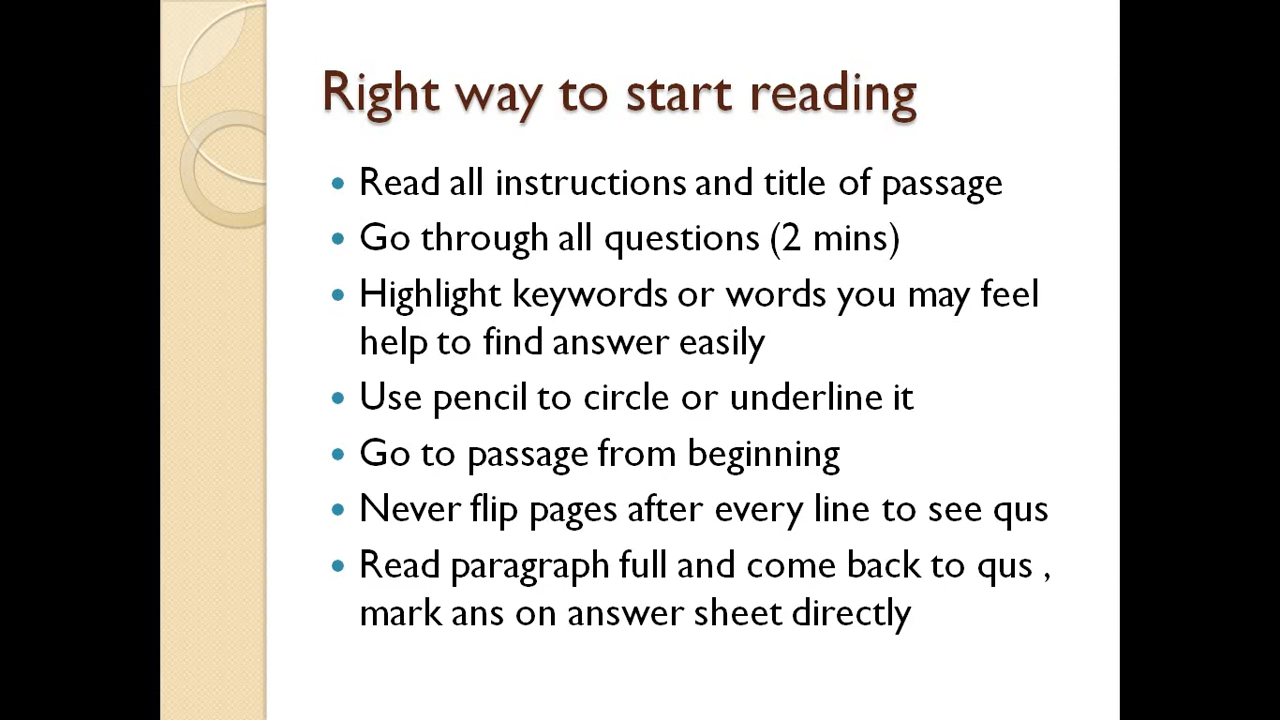 Right way to start reading
• Read all instructions and title of passage
• Go through all questions (2 mins)
• Highlight keywords or words you may feel
help to find answer easily
• Use pencil to circle or underline it
• Go to passage from beginning
• Never flip pages after every line to see qus
• Read paragraph full and come back to qus ,
mark ans on answer sheet directly